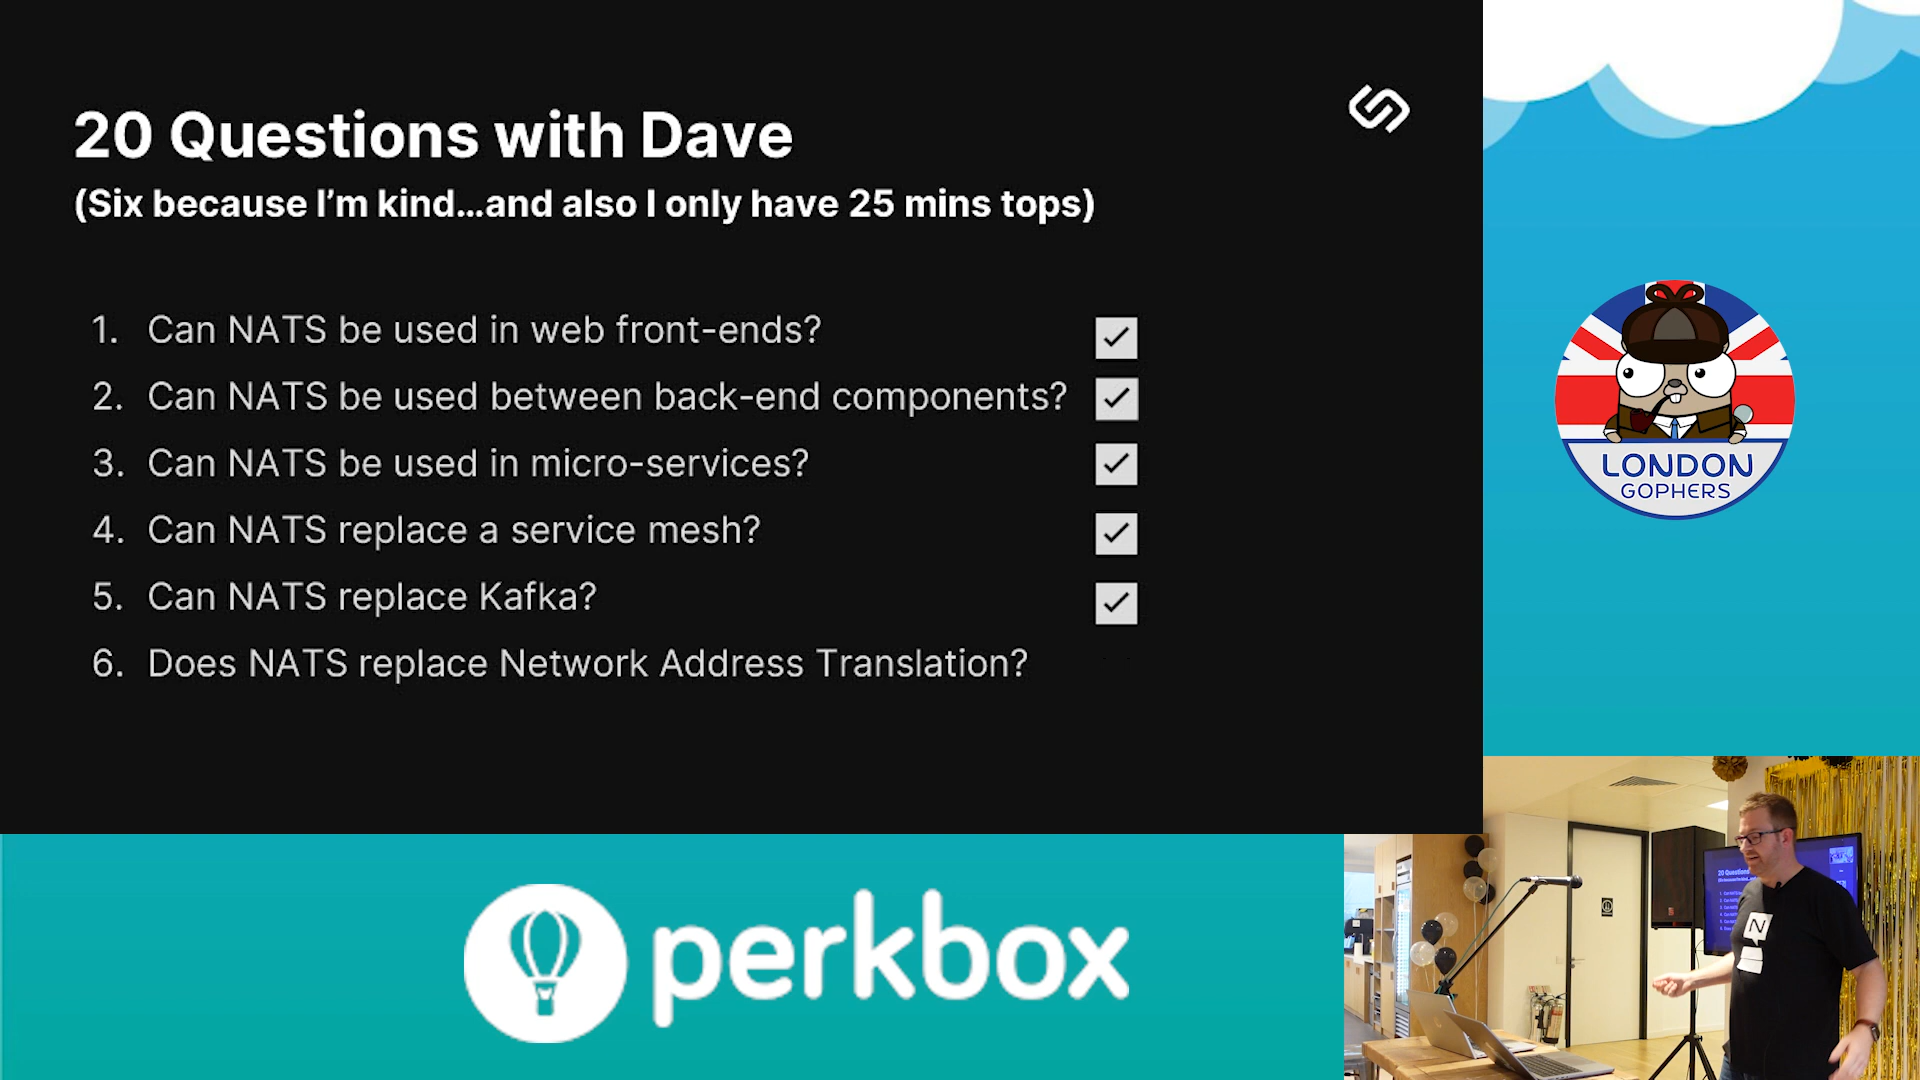 20 Questions with Dave
(Six because I’m kind...and also I only have 25 mins tops)
1. Can NATS be used in web front-ends?
2. Can NATS be used between back-end components?
3. Can NATS be used in micro-services?
4. Can NATS replace a service mesh?
5. Can NATS replace Kafka?
6. Does NATS replace Network Address Translation?
LONDON
GOPHERS
perkbox
20 Questions
N